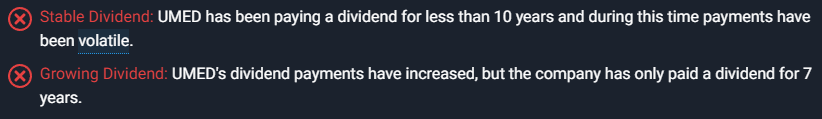 Stable Dividend: UMED has been paying a dividend for less than 10 years and during this time payments have
been volatile.
Growing Dividend: UMED's dividend payments have increased, but the company has only paid a dividend for 7
years.